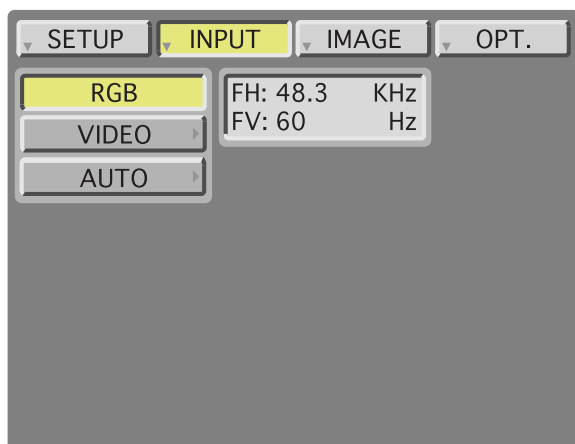 SETUP INPUT IMAGE OPT.
RGB
VIDEO
AUTO
FH: 48.3 KHz
FV: 60 Hz